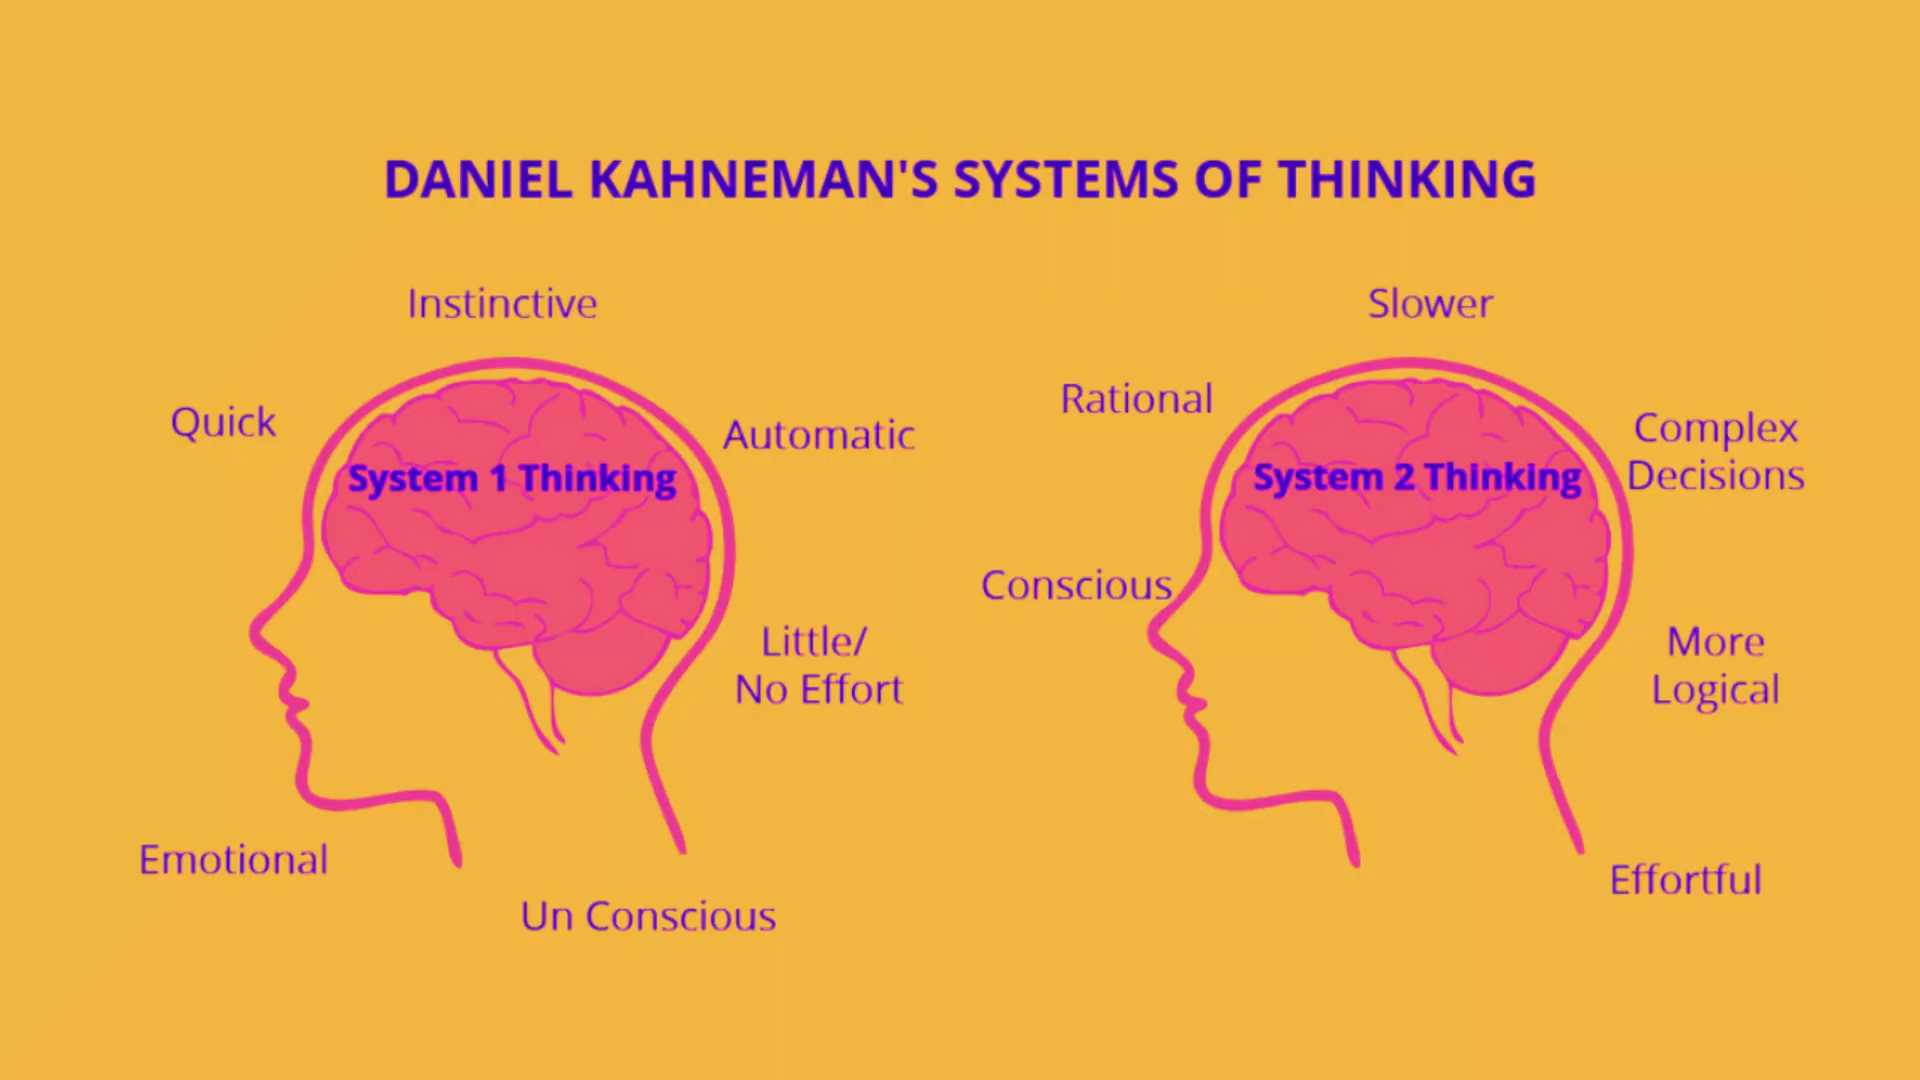 DANIEL KAHNEMAN'S SYSTEMS OF THINKING
Instinctive
Quick
Automatic
System 1 Thinking
Little/
No Effort
Emotional
Un Conscious
Slower
Rational
Complex
Decisions
System 2 Thinking
Conscious
More
Logical
Effortful